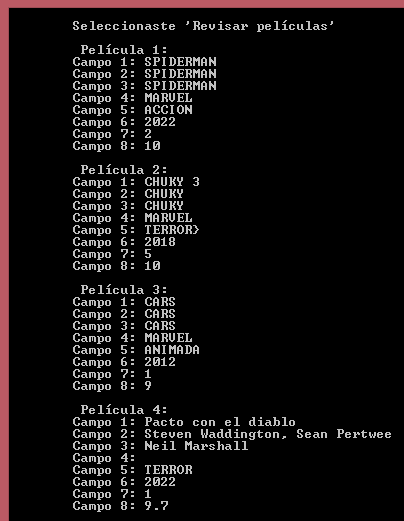 Seleccionaste 'Revisar películas'
Película 1:
Campo 1: SPIDERMAN
Campo 2: SPIDERMAN
Campo 3: SPIDERMAN
Campo 4: MARVEL
Campo 5: ACCION
Campo 6: 2022
Campo 7: 2
Campo 8: 10
Película 2:
Campo 1: CHUKY 3
Campo 2: CHUKY
Campo 3: CHUKY
Campo 4: MARVEL
Campo 5: TERROR}
Campo 6: 2018
Campo 7: 5
Campo 8: 10
Película 3:
Campo 1: CARS
Campo 2: CARS
Campo 3: CARS
Campo 4: MARVEL
Campo 5: ANIMADA
Campo 6: 2012
Campo 7: 1
Campo 8: 9
Película 4:
Campo 1: Pacto con el diablo
Campo 2: Steven Waddington, Sean Pertwee
Campo 3: Neil Marshall
Campo 4:
Campo 5: TERROR
Campo 6: 2022
Campo 7: 1
Campo 8: 9.7